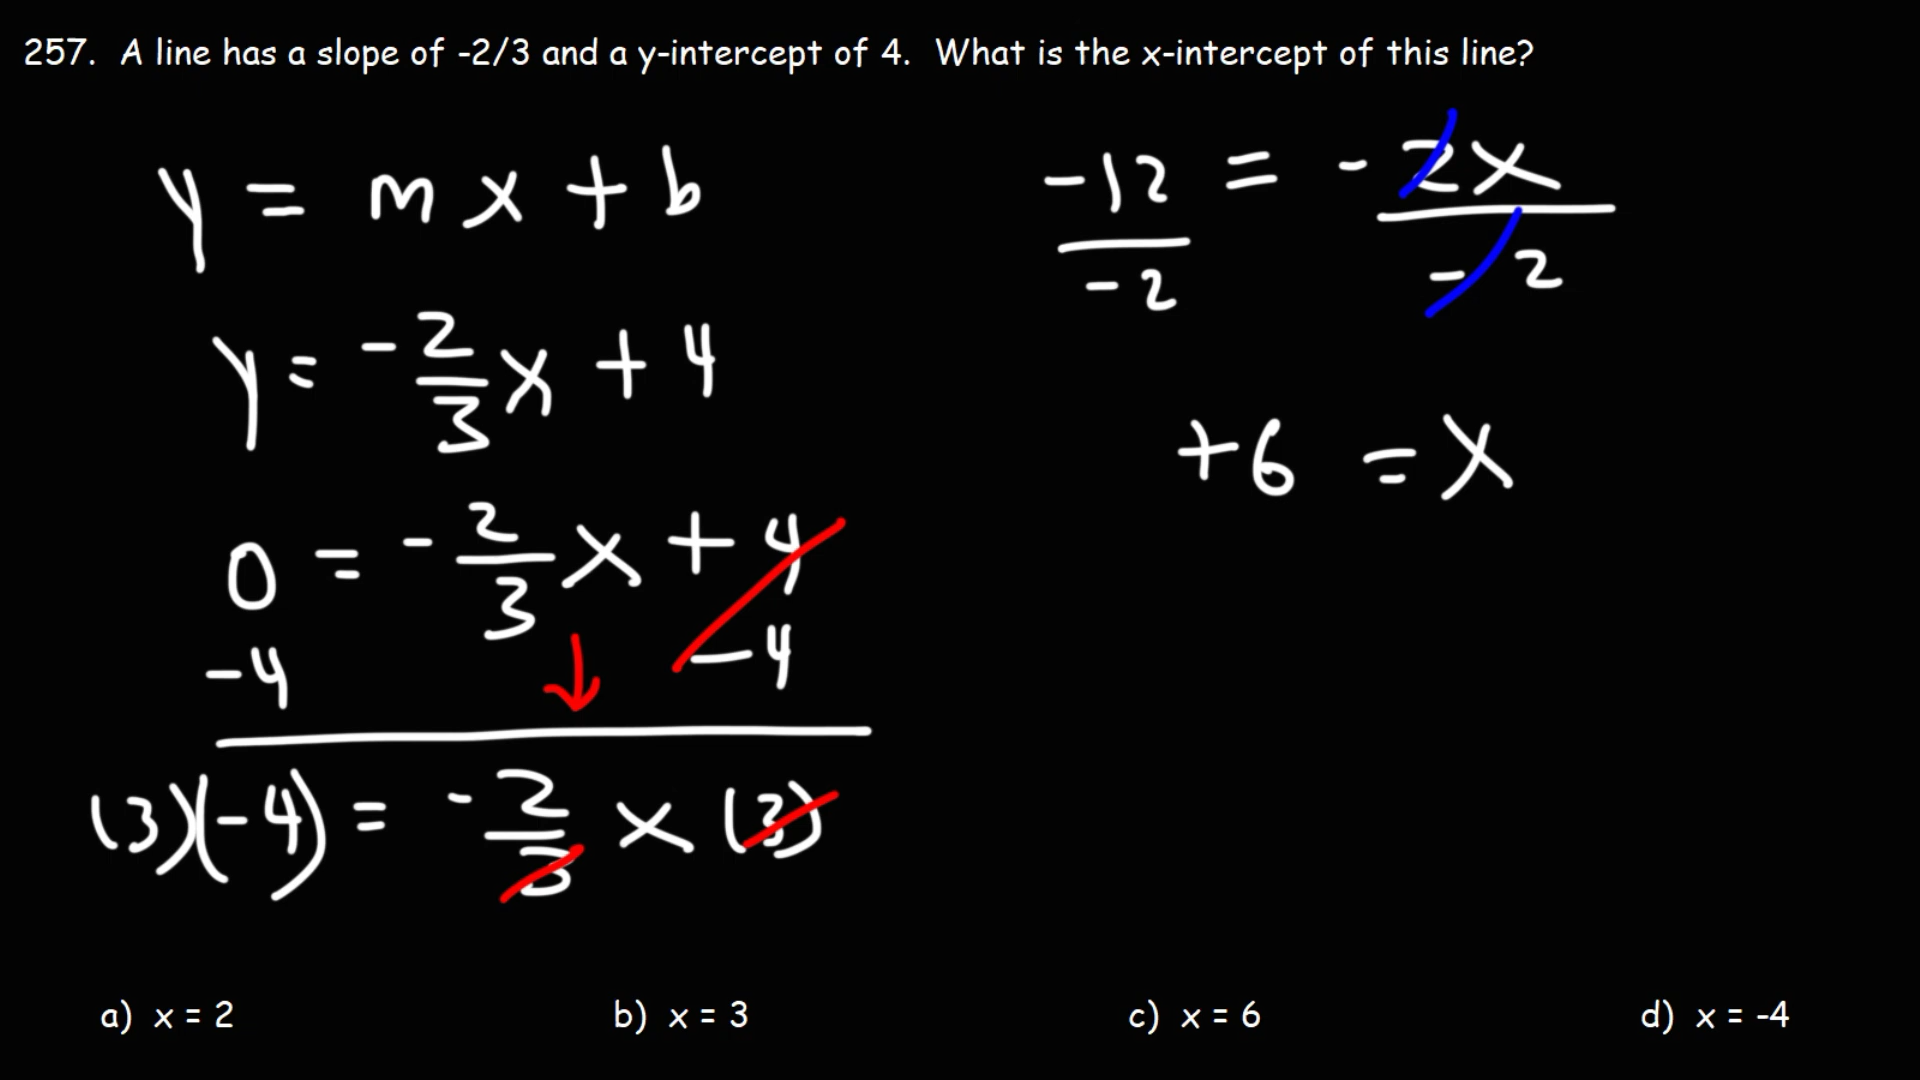 257. A line has a slope of -2/3 and a y-intercept of 4. What is the x-intercept of this line?
y = mx + b
y = -2/3 x + 4
0 = -2/3 x + 4
-4 -4
(3)(-4) = -2/3 x (3)
-12/-2 = -2x/-2
+6 = x
a) x = 2
b) x = 3
c) x = 6
d) x = -4